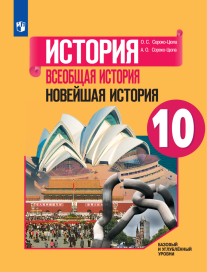 О. С. Сороко-Цюпа
А. О. Сороко-Цюпа
ИСТОРИЯ
ВСЕОБЩАЯ ИСТОРИЯ
НОВЕЙШАЯ ИСТОРИЯ
10
БАЗОВЫЙ И
УГЛУБЛЁННЫЙ
УРОВНИ